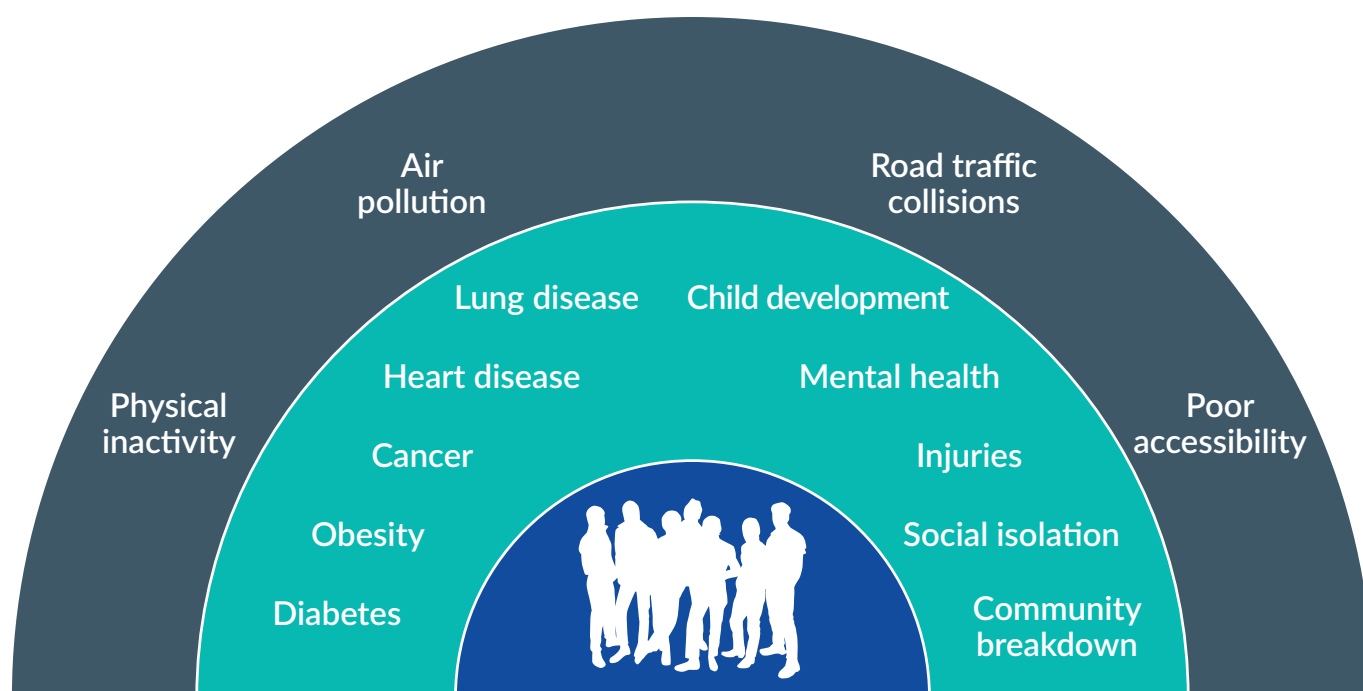 Air
pollution
Road traffic
collisions
Physical
inactivity
Poor
accessibility
Lung disease
Child development
Heart disease
Mental health
Cancer
Injuries
Obesity
Social isolation
Diabetes
Community
breakdown